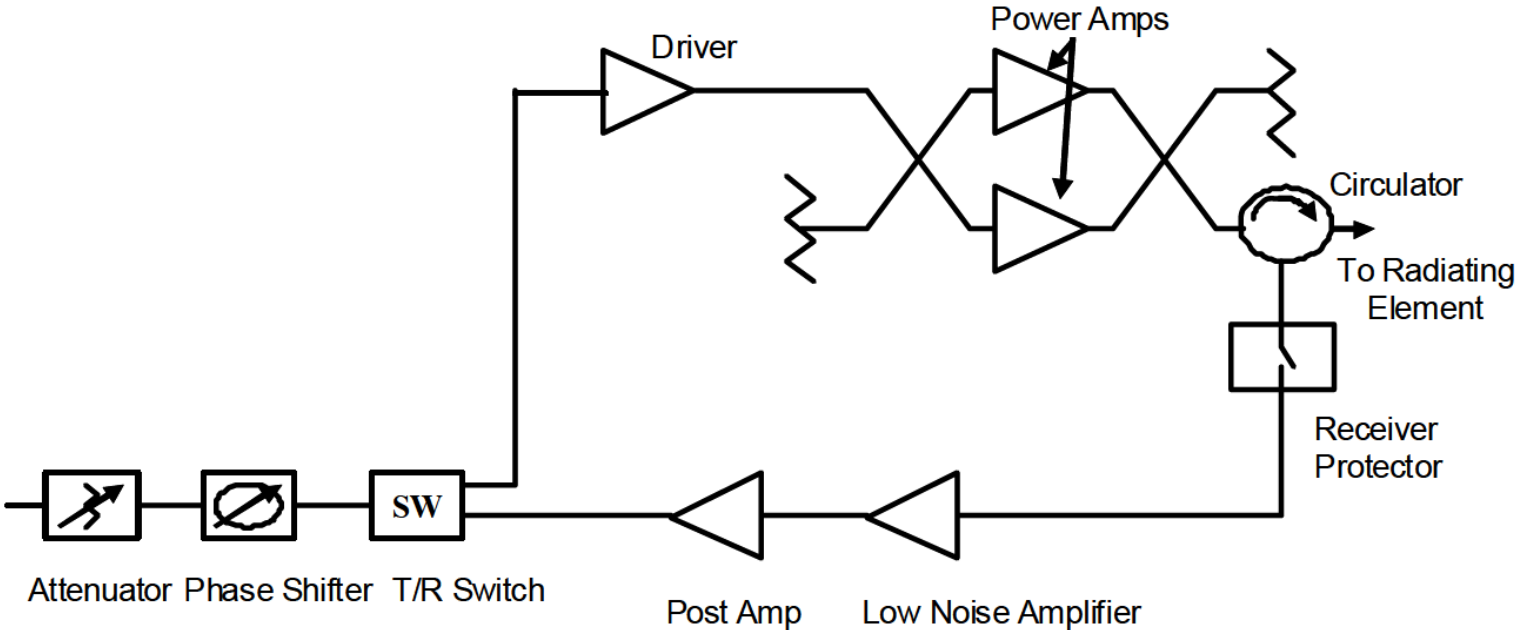 Power Amps
Driver
Circulator
To Radiating
Element
Receiver
Protector
SW
Attenuator
Phase Shifter
T/R Switch
Post Amp
Low Noise Amplifier